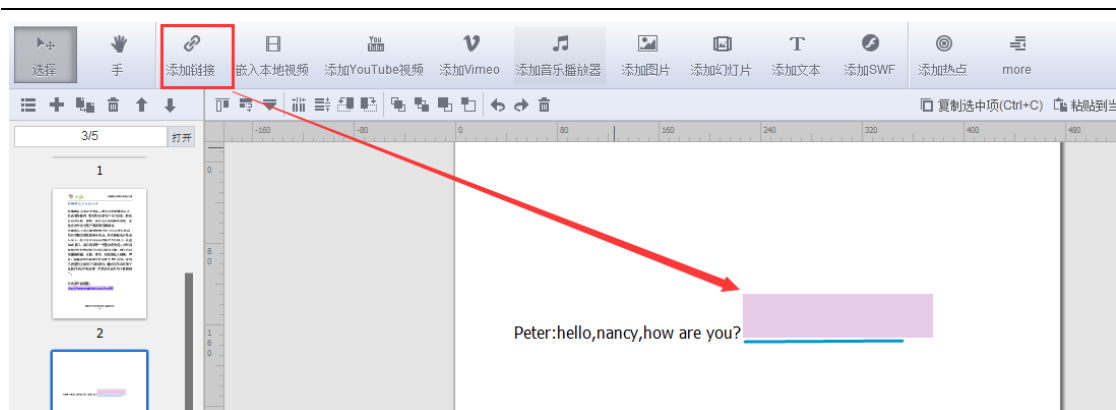 选择 手 添加链接 嵌入本地视频 添加YouTube视频 添加Vimeo 添加音乐播放器 添加图片 添加幻灯片 添加文本 添加SWF 添加热点 more
复制选中项(Ctrl+C) 粘贴到当
3/5 打开
-160 -80 0 80 160 240 320 400 480
1
0
80
Peter:hello,nancy,how are you?
2
160